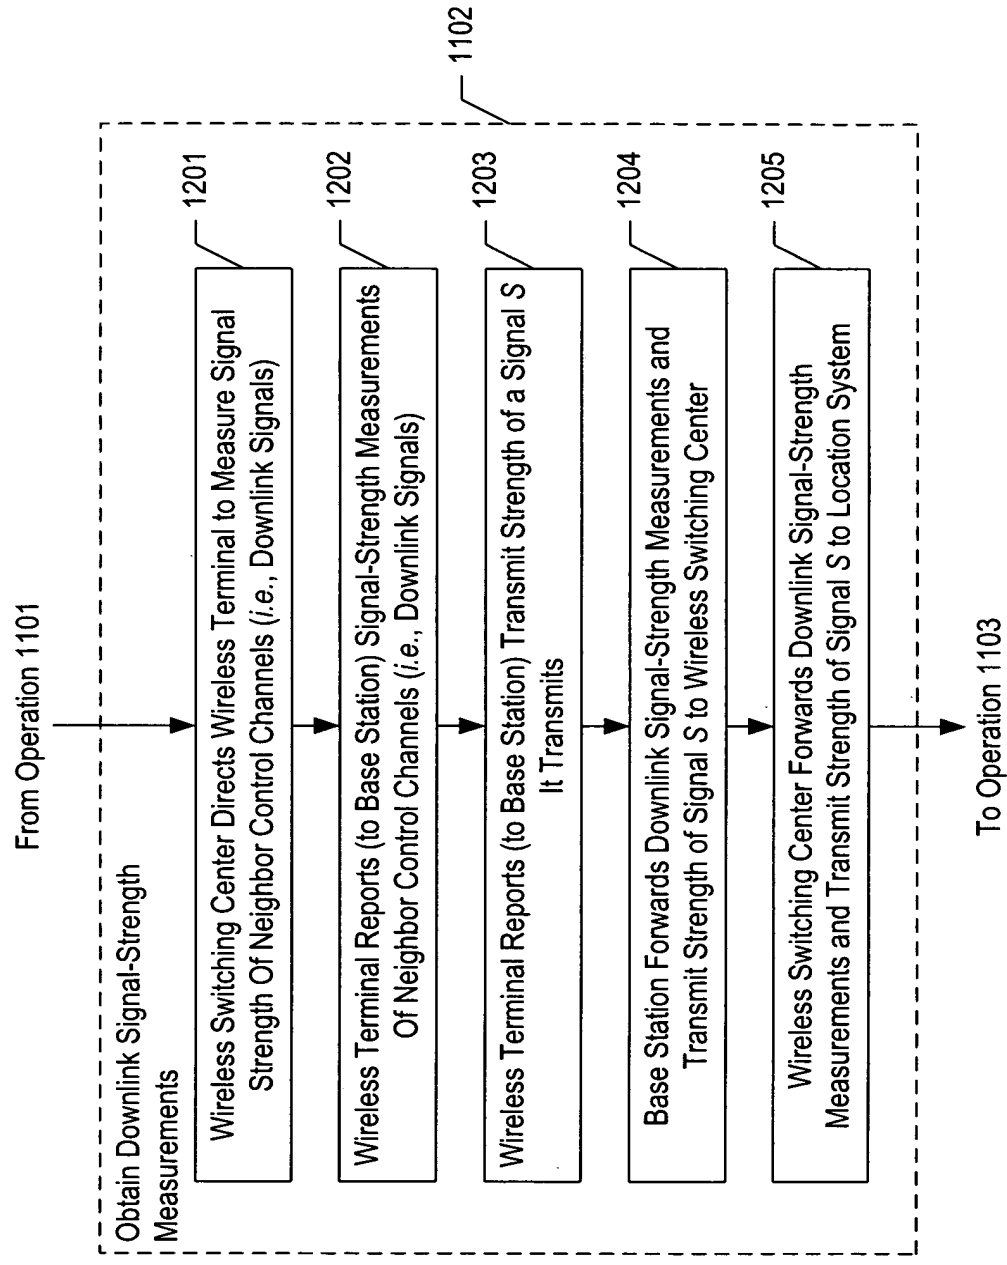 From Operation 1101
1102
Obtain Downlink Signal-Strength
Measurements
1201
Wireless Switching Center Directs Wireless Terminal to Measure Signal
Strength Of Neighbor Control Channels (i.e., Downlink Signals)
1202
Wireless Terminal Reports (to Base Station) Signal-Strength Measurements
Of Neighbor Control Channels (i.e., Downlink Signals)
1203
Wireless Terminal Reports (to Base Station) Transmit Strength of a Signal S
It Transmits
1204
Base Station Forwards Downlink Signal-Strength Measurements and
Transmit Strength of Signal S to Wireless Switching Center
1205
Wireless Switching Center Forwards Downlink Signal-Strength
Measurements and Transmit Strength of Signal S to Location System
To Operation 1103